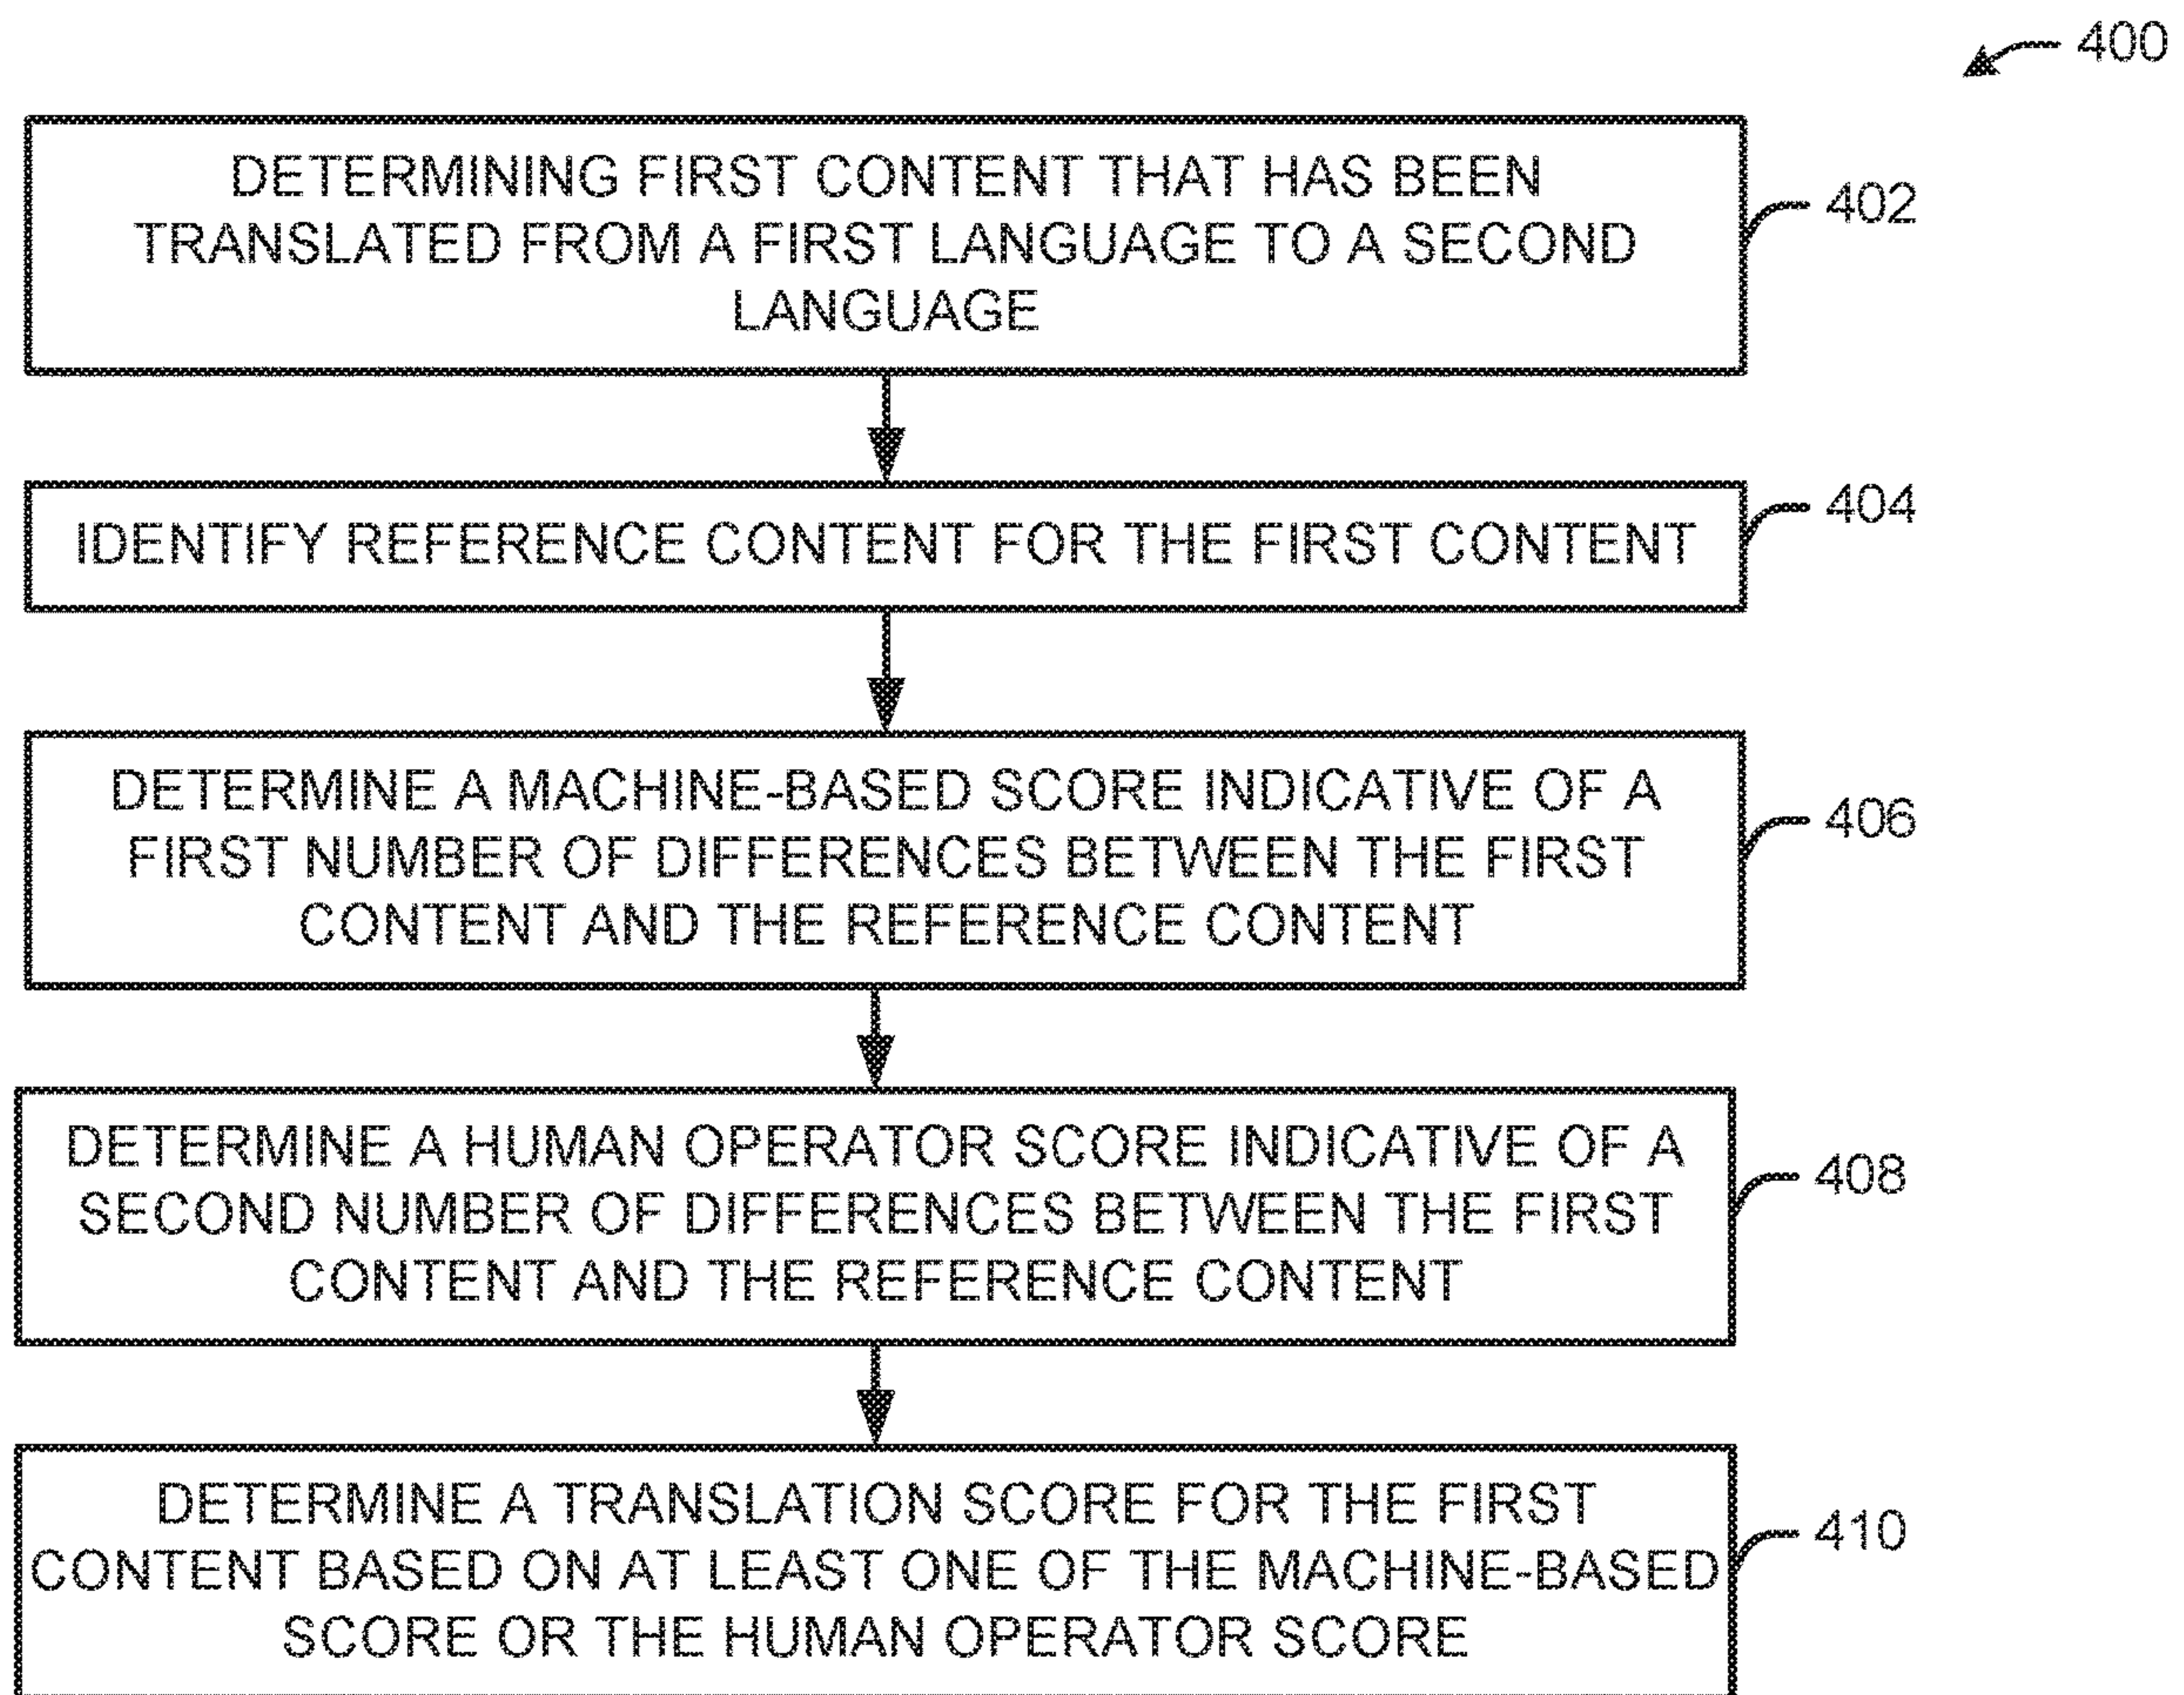 400
DETERMINING FIRST CONTENT THAT HAS BEEN
TRANSLATED FROM A FIRST LANGUAGE TO A SECOND
LANGUAGE
402
IDENTIFY REFERENCE CONTENT FOR THE FIRST CONTENT
404
DETERMINE A MACHINE-BASED SCORE INDICATIVE OF A
FIRST NUMBER OF DIFFERENCES BETWEEN THE FIRST
CONTENT AND THE REFERENCE CONTENT
406
DETERMINE A HUMAN OPERATOR SCORE INDICATIVE OF A
SECOND NUMBER OF DIFFERENCES BETWEEN THE FIRST
CONTENT AND THE REFERENCE CONTENT
408
DETERMINE A TRANSLATION SCORE FOR THE FIRST
CONTENT BASED ON AT LEAST ONE OF THE MACHINE-BASED
SCORE OR THE HUMAN OPERATOR SCORE
410